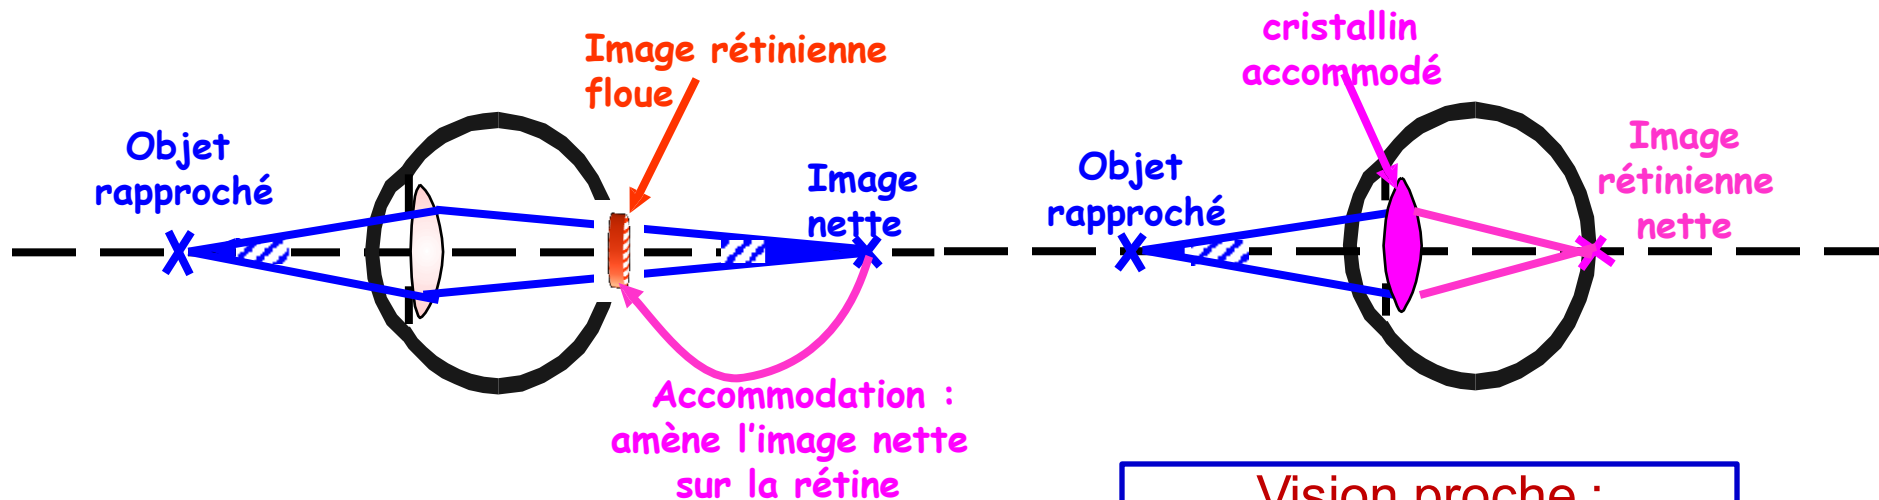 Image rétinienne
floue
Objet
rapproché
Image
nette
Accommodation :
amène l'image nette
sur la rétine
cristallin
accommodé
Objet
rapproché
Image
rétinienne
nette
Vision proche :